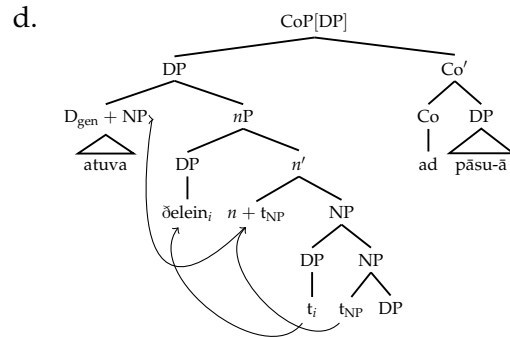 d.
CoP[DP]
DP Co′
D_gen + NP nP Co DP
atuva DP n′ ad pāsu-ā
ðelein_i n + t_NP NP
DP NP
t_i t_NP DP